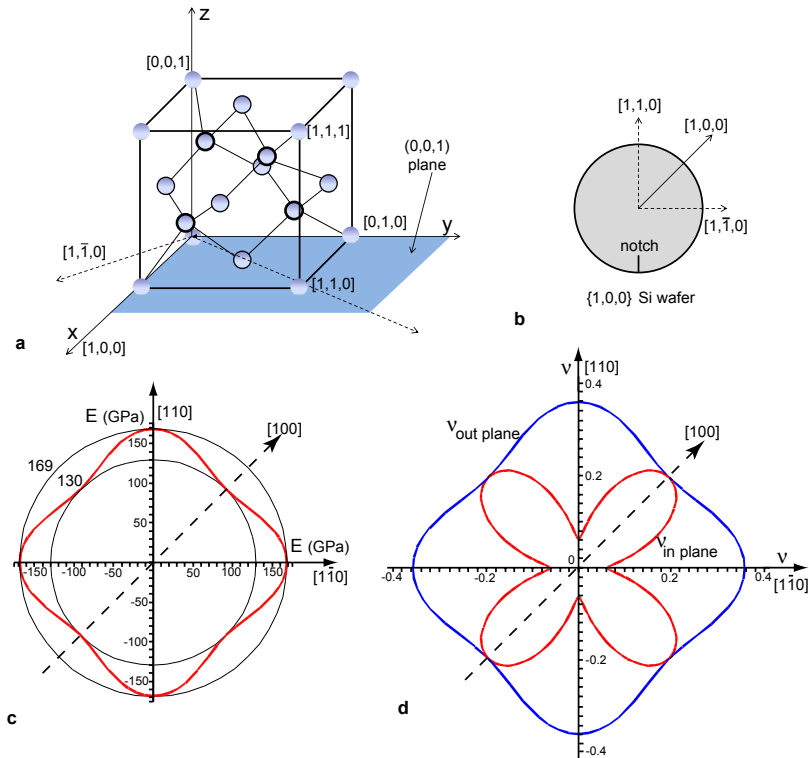 z
[0,0,1]
[1,1,1]
(0,0,1)
plane
[0,1,0]
y
[1,1̅,0]
[1,1,0]
x
[1,0,0]
a
[1,1,0]
[1,0,0]
[1,1̅,0]
notch
{1,0,0} Si wafer
b
E (GPa)
[110]
[100]
169
130
150
100
50
E (GPa)
-150
-100
-50
50
100
150
[11̅0]
-50
-100
-150
c
ν
[110]
0.4
ν out plane
[100]
0.2
ν in plane
0
ν
-0.4
-0.2
0.2
0.4
[11̅0]
-0.2
-0.4
d